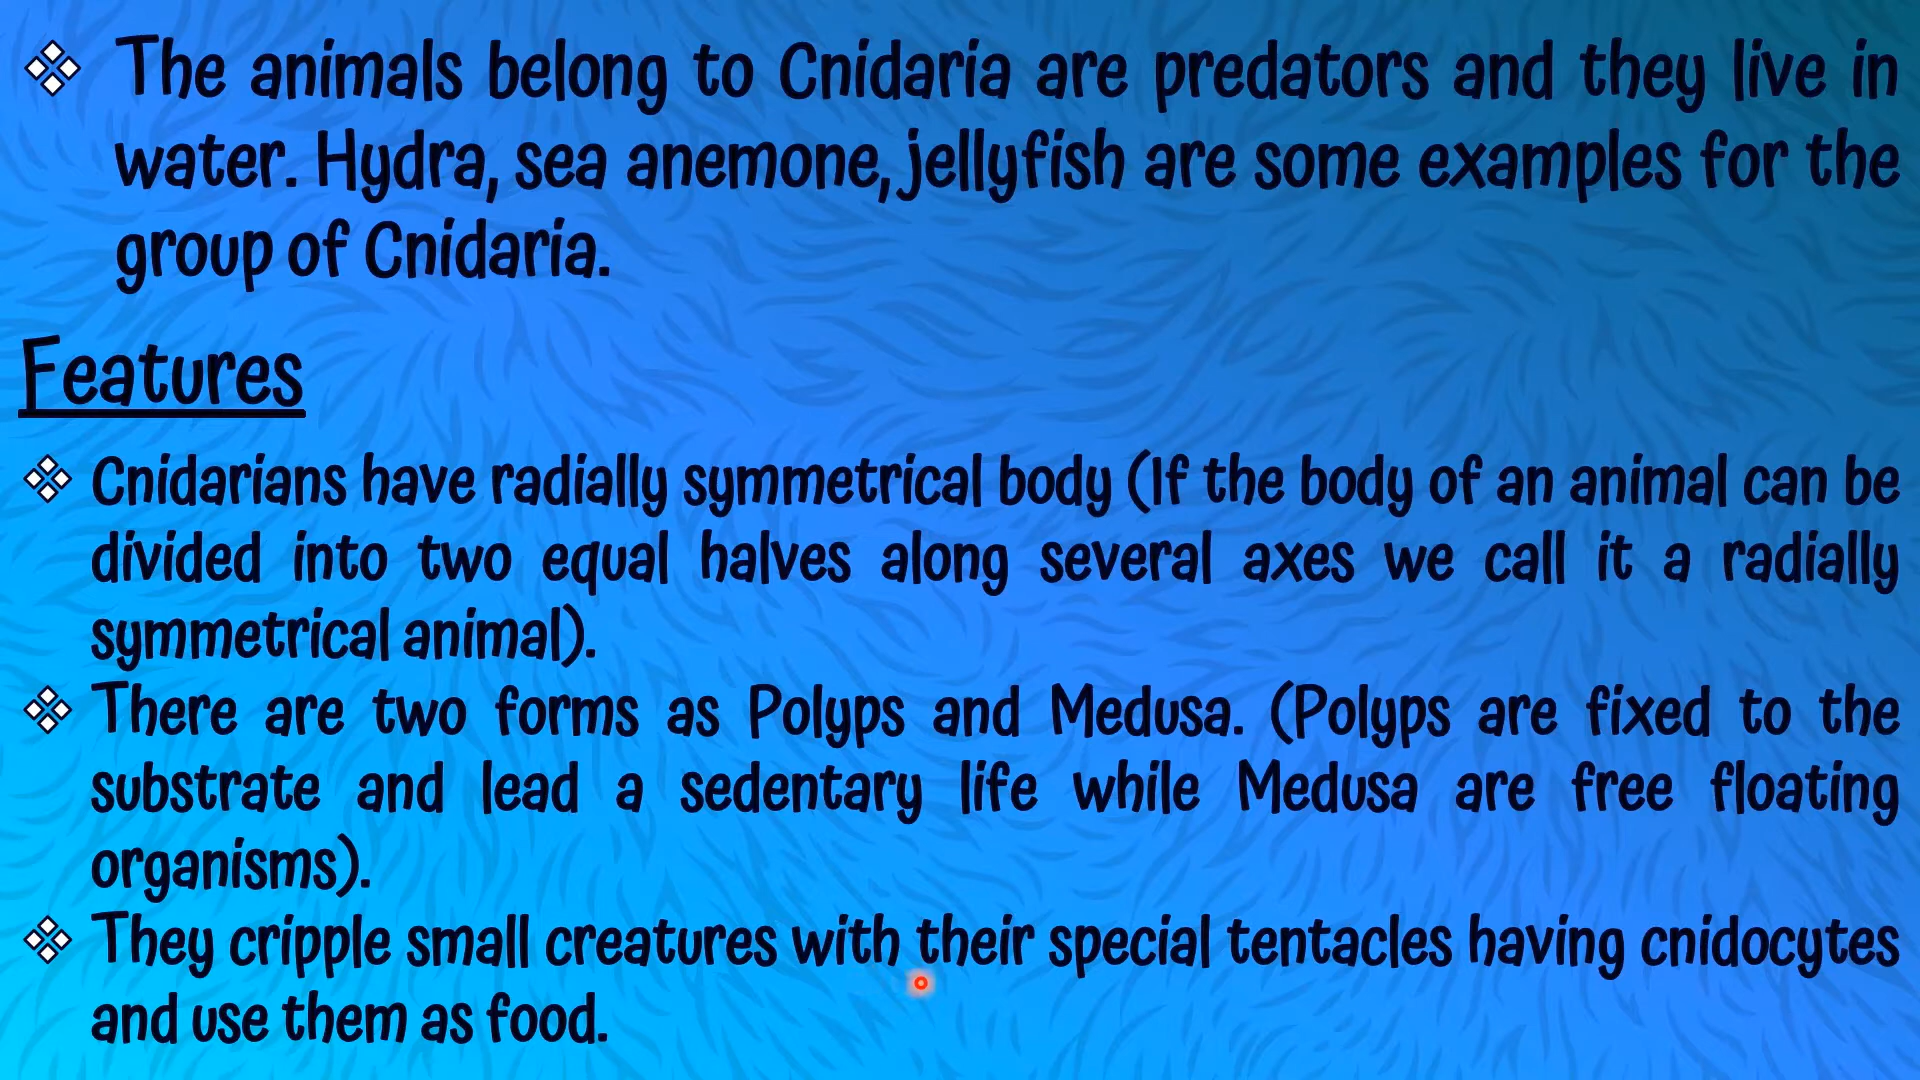 The animals belong to Cnidaria are predators and they live in
water. Hydra, sea anemone, jellyfish are some examples for the
group of Cnidaria.
Features
Cnidarians have radially symmetrical body (If the body of an animal can be
divided into two equal halves along several axes we call it a radially
symmetrical animal).
There are two forms as Polyps and Medusa. (Polyps are fixed to the
substrate and lead a sedentary life while Medusa are free floating
organisms).
They cripple small creatures with their special tentacles having cnidocytes
and use them as food.